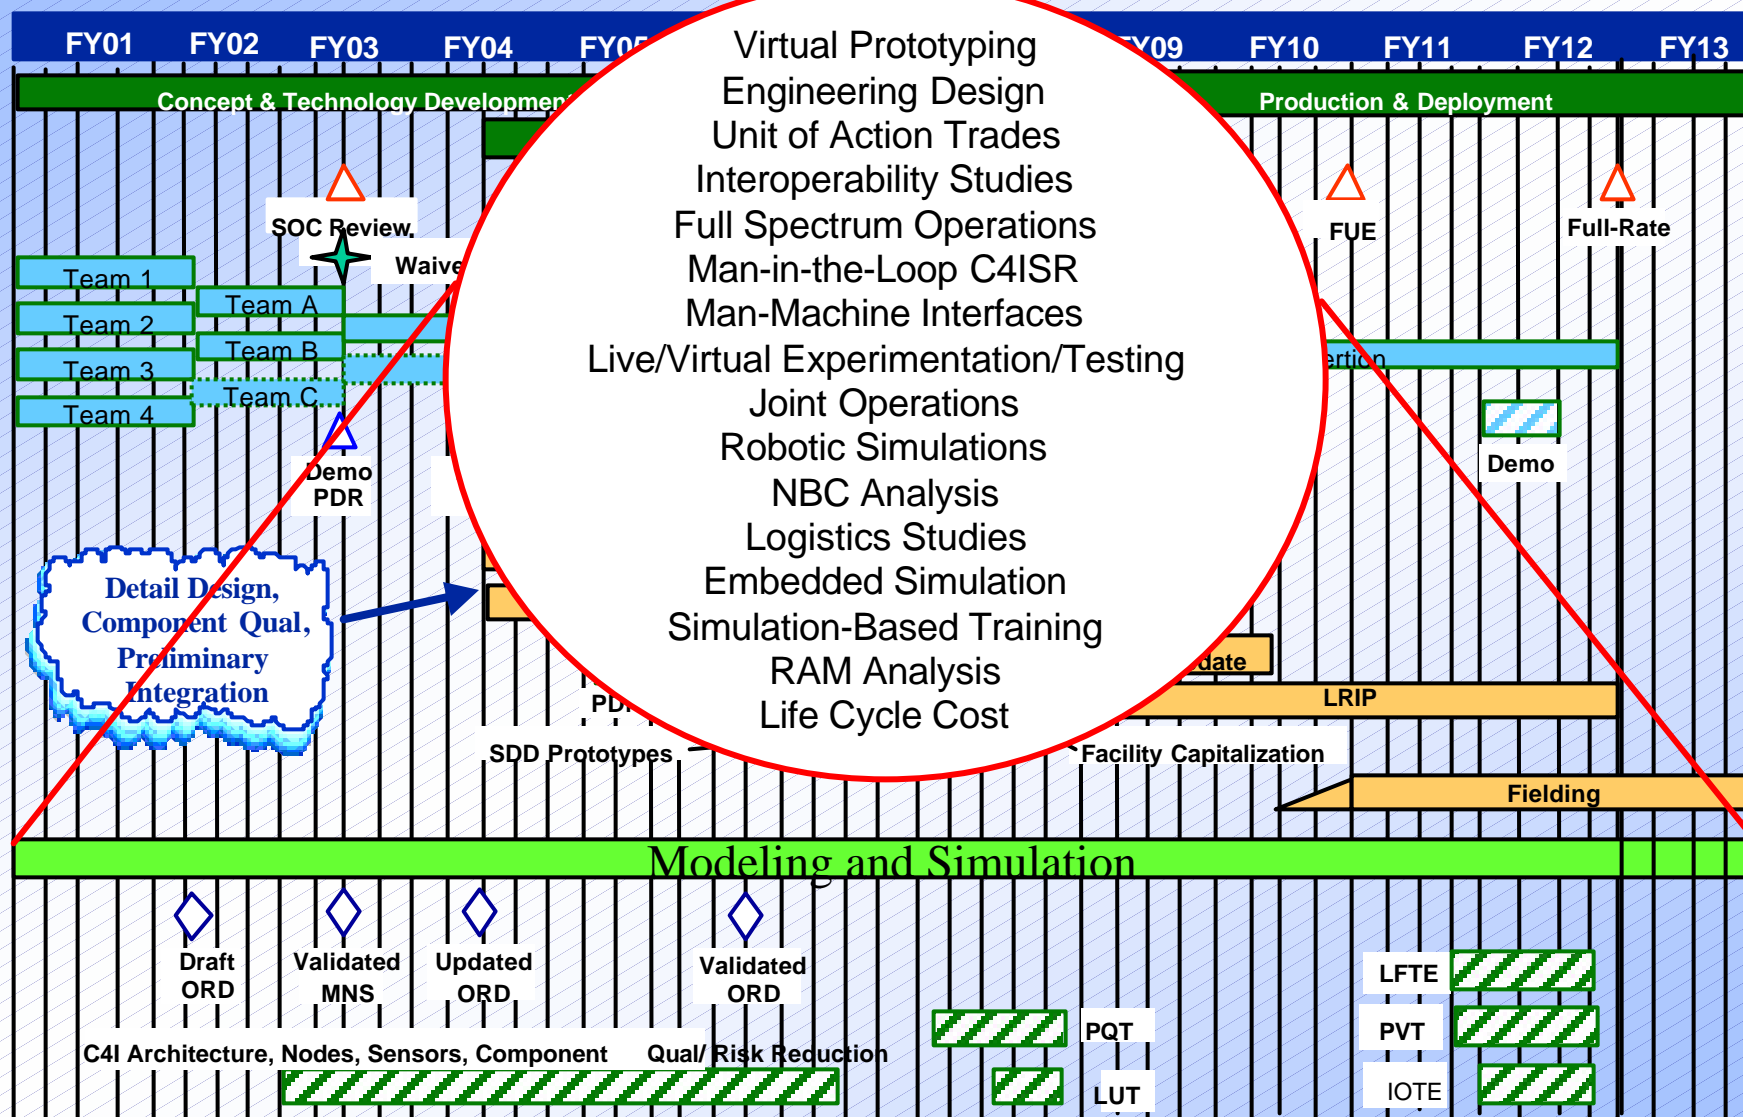 FY01 FY02 FY03 FY04 FY05 FY09 FY10 FY11 FY12 FY13
Virtual Prototyping
Engineering Design
Unit of Action Trades
Interoperability Studies
Full Spectrum Operations
Man-in-the-Loop C4ISR
Man-Machine Interfaces
Live/Virtual Experimentation/Testing
Joint Operations
Robotic Simulations
NBC Analysis
Logistics Studies
Embedded Simulation
Simulation-Based Training
RAM Analysis
Life Cycle Cost
Concept & Technology Development
Production & Deployment
SOC Review
FUE
Full-Rate
Team 1
Team 2
Team 3
Team 4
Team A
Team B
Team C
Demo
PDR
Demo
Detail Design,
Component Qual,
Preliminary
Integration
LRIP
SDD Prototypes
Facility Capitalization
Fielding
Modeling and Simulation
Draft
ORD
Validated
MNS
Updated
ORD
Validated
ORD
LFTE
PQT
PVT
C4I Architecture, Nodes, Sensors, Component Qual/ Risk Reduction
LUT
IOTE